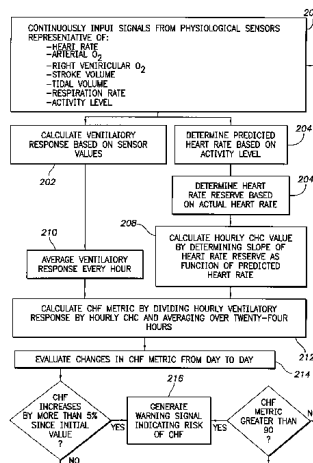 20
CONTINUOUSLY INPUT SIGNALS FROM PHYSIOLOGICAL SENSORS
REPRESENTATIVE OF:
-HEART RATE
-ARTERIAL O2
-RIGHT VENTRICULAR O2
-STROKE VOLUME
-TIDAL VOLUME
-RESPIRATION RATE
-ACTIVITY LEVEL
CALCULATE VENTILATORY
RESPONSE BASED ON SENSOR
VALUES
202
DETERMINE PREDICTED
HEART RATE BASED ON
ACTIVITY LEVEL
204
DETERMINE HEART
RATE RESERVE BASED
ON ACTUAL HEART RATE
204
208
CALCULATE HOURLY CHC VALUE
BY DETERMINING SLOPE OF
HEART RATE RESERVE AS
FUNCTION OF PREDICTED
HEART RATE
210
AVERAGE VENTILATORY
RESPONSE EVERY HOUR
CALCULATE CHF METRIC BY DIVIDING HOURLY VENTILATORY
RESPONSE BY HOURLY CHC AND AVERAGING OVER TWENTY-FOUR
HOURS
212
EVALUATE CHANGES IN CHF METRIC FROM DAY TO DAY
214
216
CHF
INCREASES
BY MORE THAN 5%
SINCE INITIAL
VALUE
?
YES
GENERATE
WARNING SIGNAL
INDICATING RISK
OF CHF
YES
CHF
METRIC
GREATER THAN
90
?
N
NO